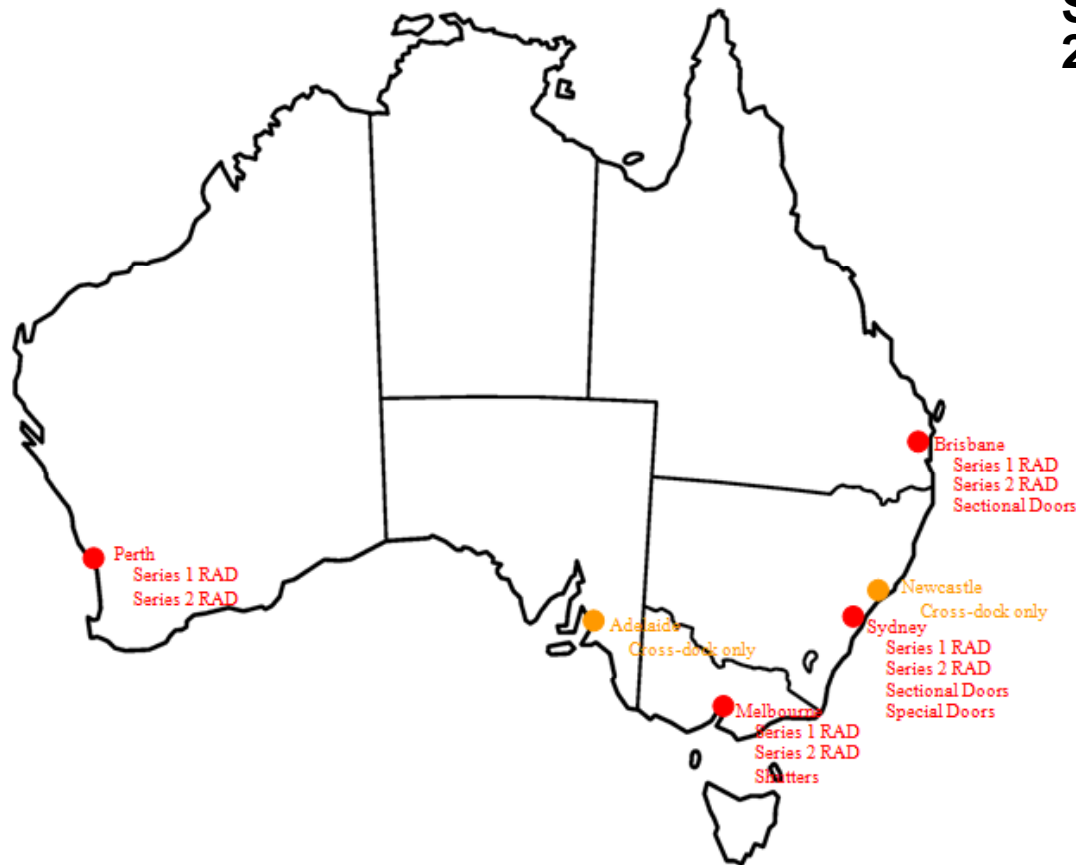 2
Brisbane
Series 1 RAD
Series 2 RAD
Sectional Doors
Perth
Series 1 RAD
Series 2 RAD
Newcastle
Cross-dock only
Adelaide
Cross-dock only
Sydney
Series 1 RAD
Series 2 RAD
Sectional Doors
Special Doors
Melbourne
Series 1 RAD
Series 2 RAD
Shutters